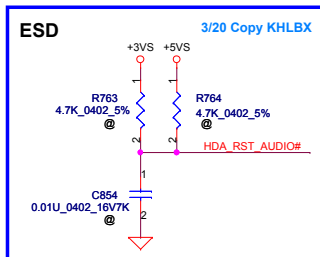 ESD
3/20 Copy KHLBX
+3VS
+5VS
1
1
R763
4.7K_0402_5%
@
R764
4.7K_0402_5%
@
2
2
HDA_RST_AUDIO#
1
C854
0.01U_0402_16V7K
@
2